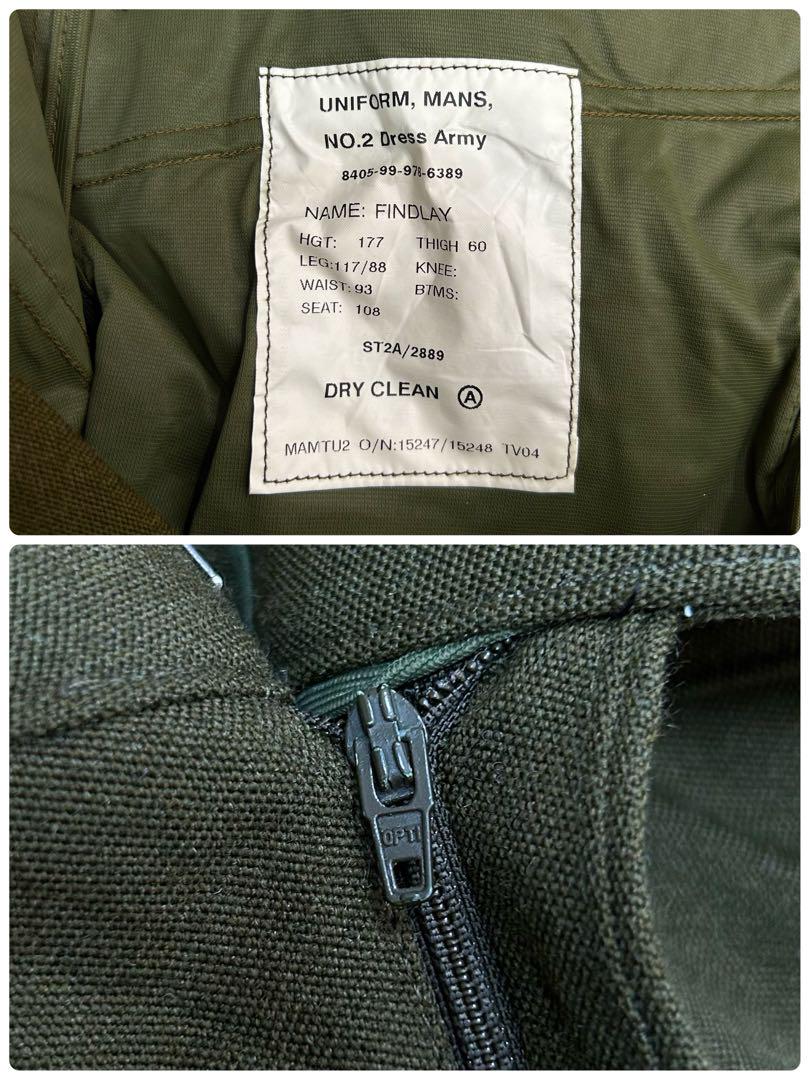 UNIFORM, MANS,
NO.2 Dress Army
8405-99-978-6389
NAME: FINDLAY
HGT: 177 THIGH 60
LEG:117/88 KNEE:
WAIST:93 BTMS:
SEAT: 108
ST2A/2889
DRY CLEAN Ⓐ
MAMTU2 O/N:15247/15248 TV04
OPTI